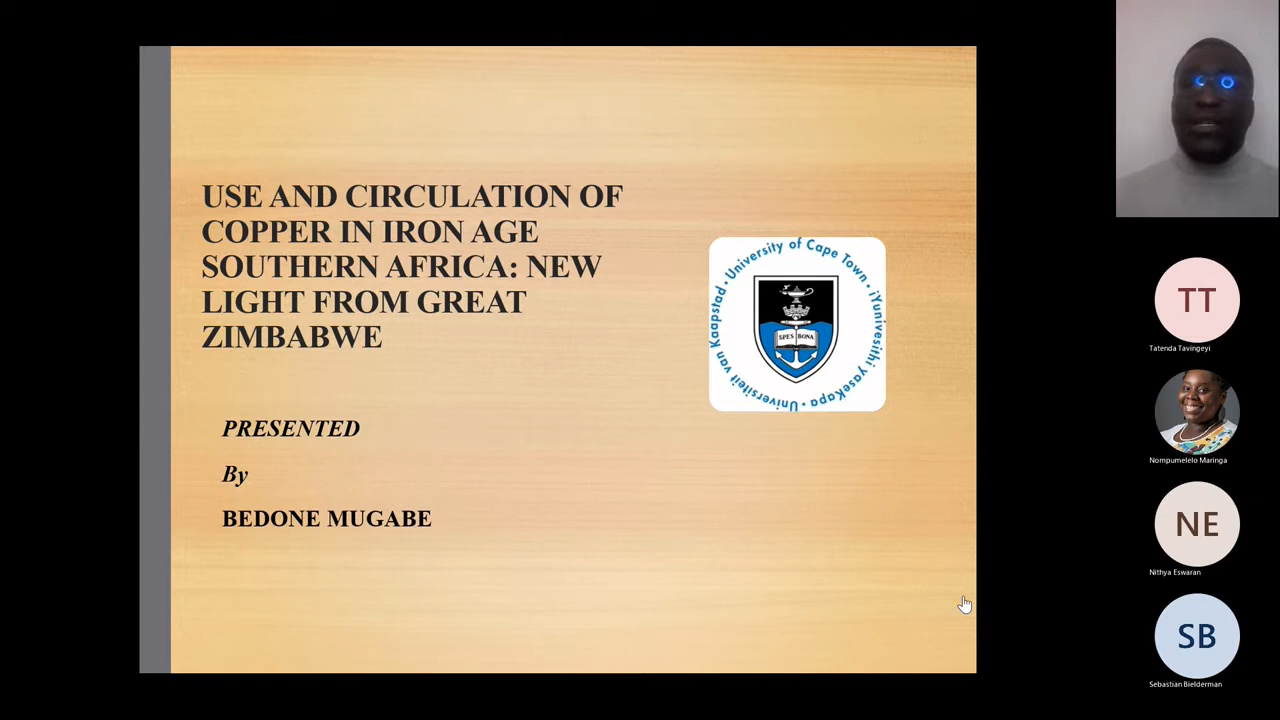 USE AND CIRCULATION OF
COPPER IN IRON AGE
SOUTHERN AFRICA: NEW
LIGHT FROM GREAT
ZIMBABWE
PRESENTED
By
BEDONE MUGABE
University of Cape Town · iYunivesithi yaseKapa · Universiteit van Kaapstad ·
SPES BONA
TT
Tatenda Tavingeyi
Nompumelelo Maringa
NE
Nithya Eswaran
SB
Sebastian Bielderman